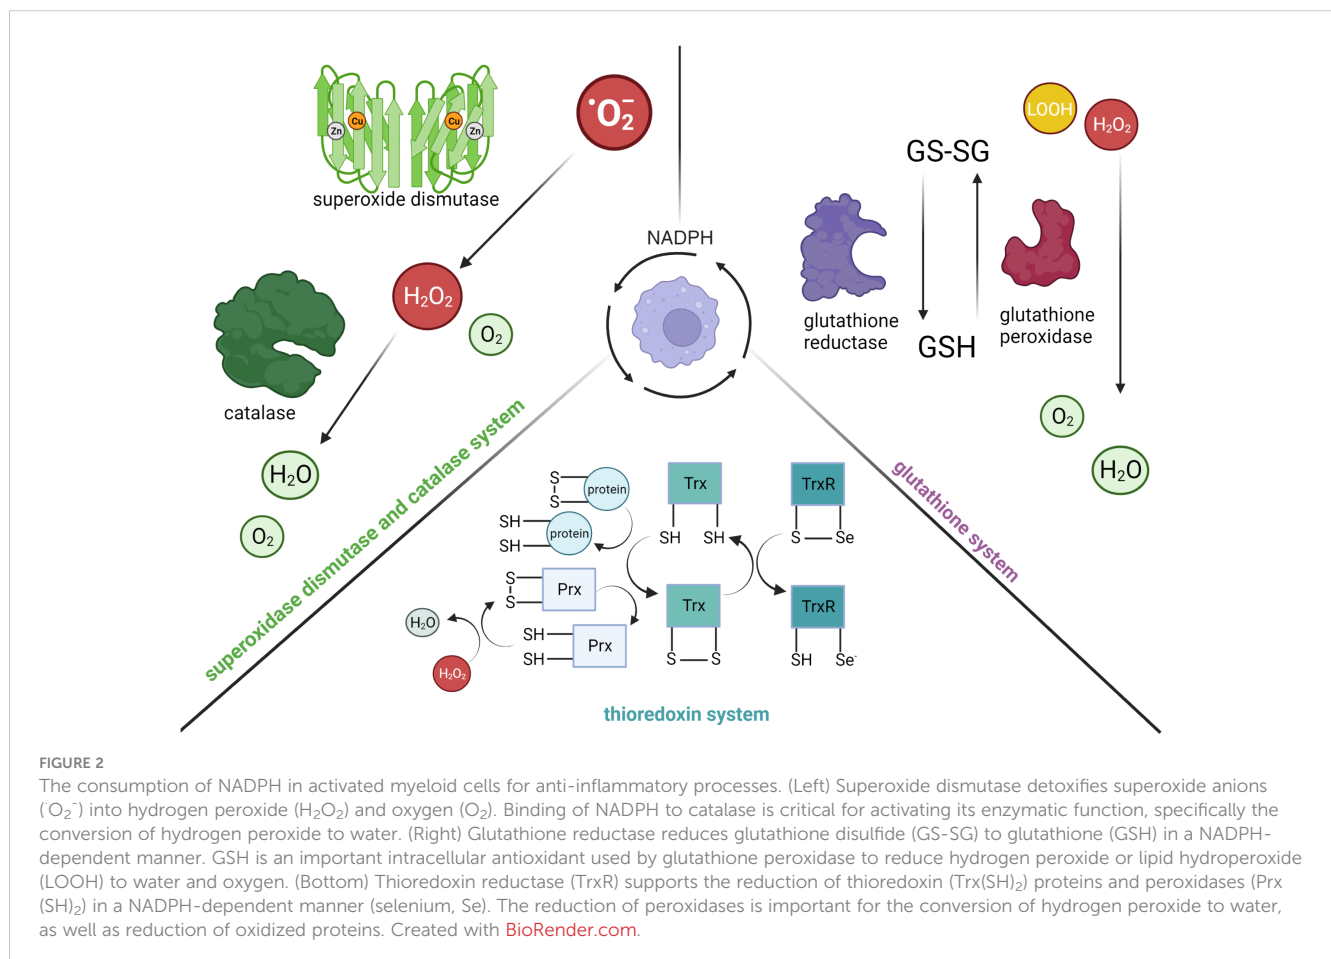 •O₂⁻
Zn
Cu
Cu
Zn
superoxide dismutase
H₂O₂
O₂
catalase
H₂O
O₂
superoxidase dismutase and catalase system
NADPH
LOOH
H₂O₂
GS-SG
glutathione
reductase
GSH
glutathione
peroxidase
O₂
H₂O
glutathione system
S
S
protein
SH
SH
protein
S
S
Prx
SH
SH
Prx
H₂O
H₂O₂
Trx
SH
SH
Trx
S
S
TrxR
S
Se
TrxR
SH
Se⁻
thioredoxin system
FIGURE 2
The consumption of NADPH in activated myeloid cells for anti-inflammatory processes. (Left) Superoxide dismutase detoxifies superoxide anions
(˙O₂⁻) into hydrogen peroxide (H₂O₂) and oxygen (O₂). Binding of NADPH to catalase is critical for activating its enzymatic function, specifically the
conversion of hydrogen peroxide to water. (Right) Glutathione reductase reduces glutathione disulfide (GS-SG) to glutathione (GSH) in a NADPH-
dependent manner. GSH is an important intracellular antioxidant used by glutathione peroxidase to reduce hydrogen peroxide or lipid hydroperoxide
(LOOH) to water and oxygen. (Bottom) Thioredoxin reductase (TrxR) supports the reduction of thioredoxin (Trx(SH)₂) proteins and peroxidases (Prx
(SH)₂) in a NADPH-dependent manner (selenium, Se). The reduction of peroxidases is important for the conversion of hydrogen peroxide to water,
as well as reduction of oxidized proteins. Created with BioRender.com.